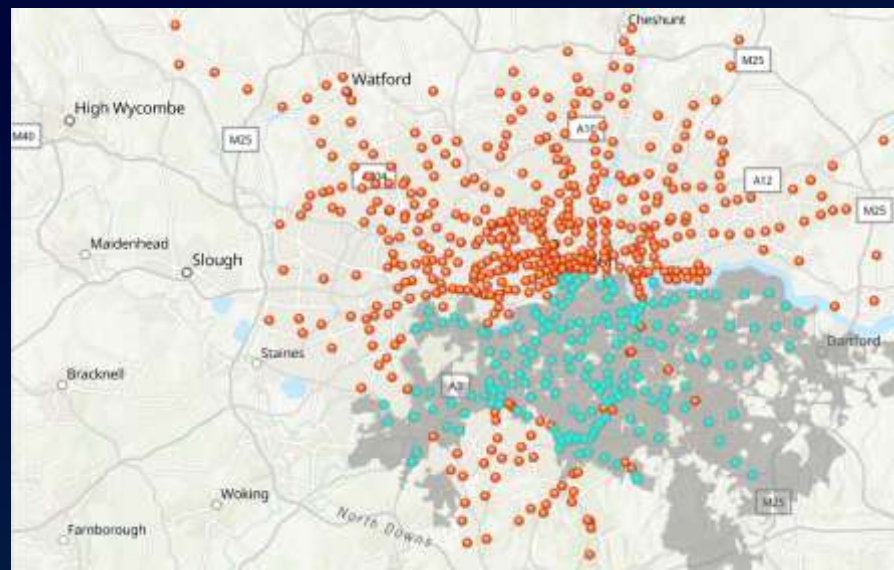 Cheshunt
M25
Watford
High Wycombe
M40
M25
A10
A404
A12
M25
Maidenhead
Slough
Staines
Dartford
Bracknell
A3
Woking
M25
North Downs
Farnborough